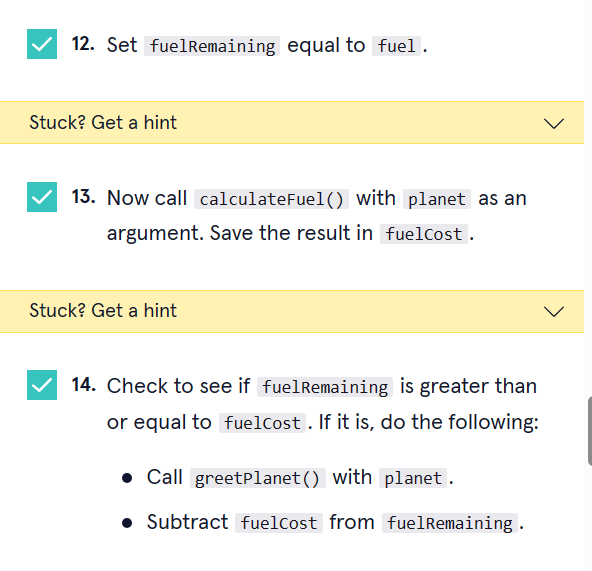 12. Set fuelRemaining equal to fuel.
Stuck? Get a hint
13. Now call calculateFuel() with planet as an
argument. Save the result in fuelCost.
Stuck? Get a hint
14. Check to see if fuelRemaining is greater than
or equal to fuelCost. If it is, do the following:
• Call greetPlanet() with planet.
• Subtract fuelCost from fuelRemaining.